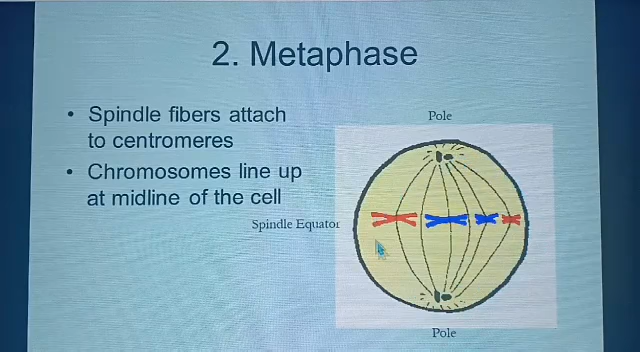 2. Metaphase
• Spindle fibers attach
to centromeres
• Chromosomes line up
at midline of the cell
Pole
Spindle Equator
Pole